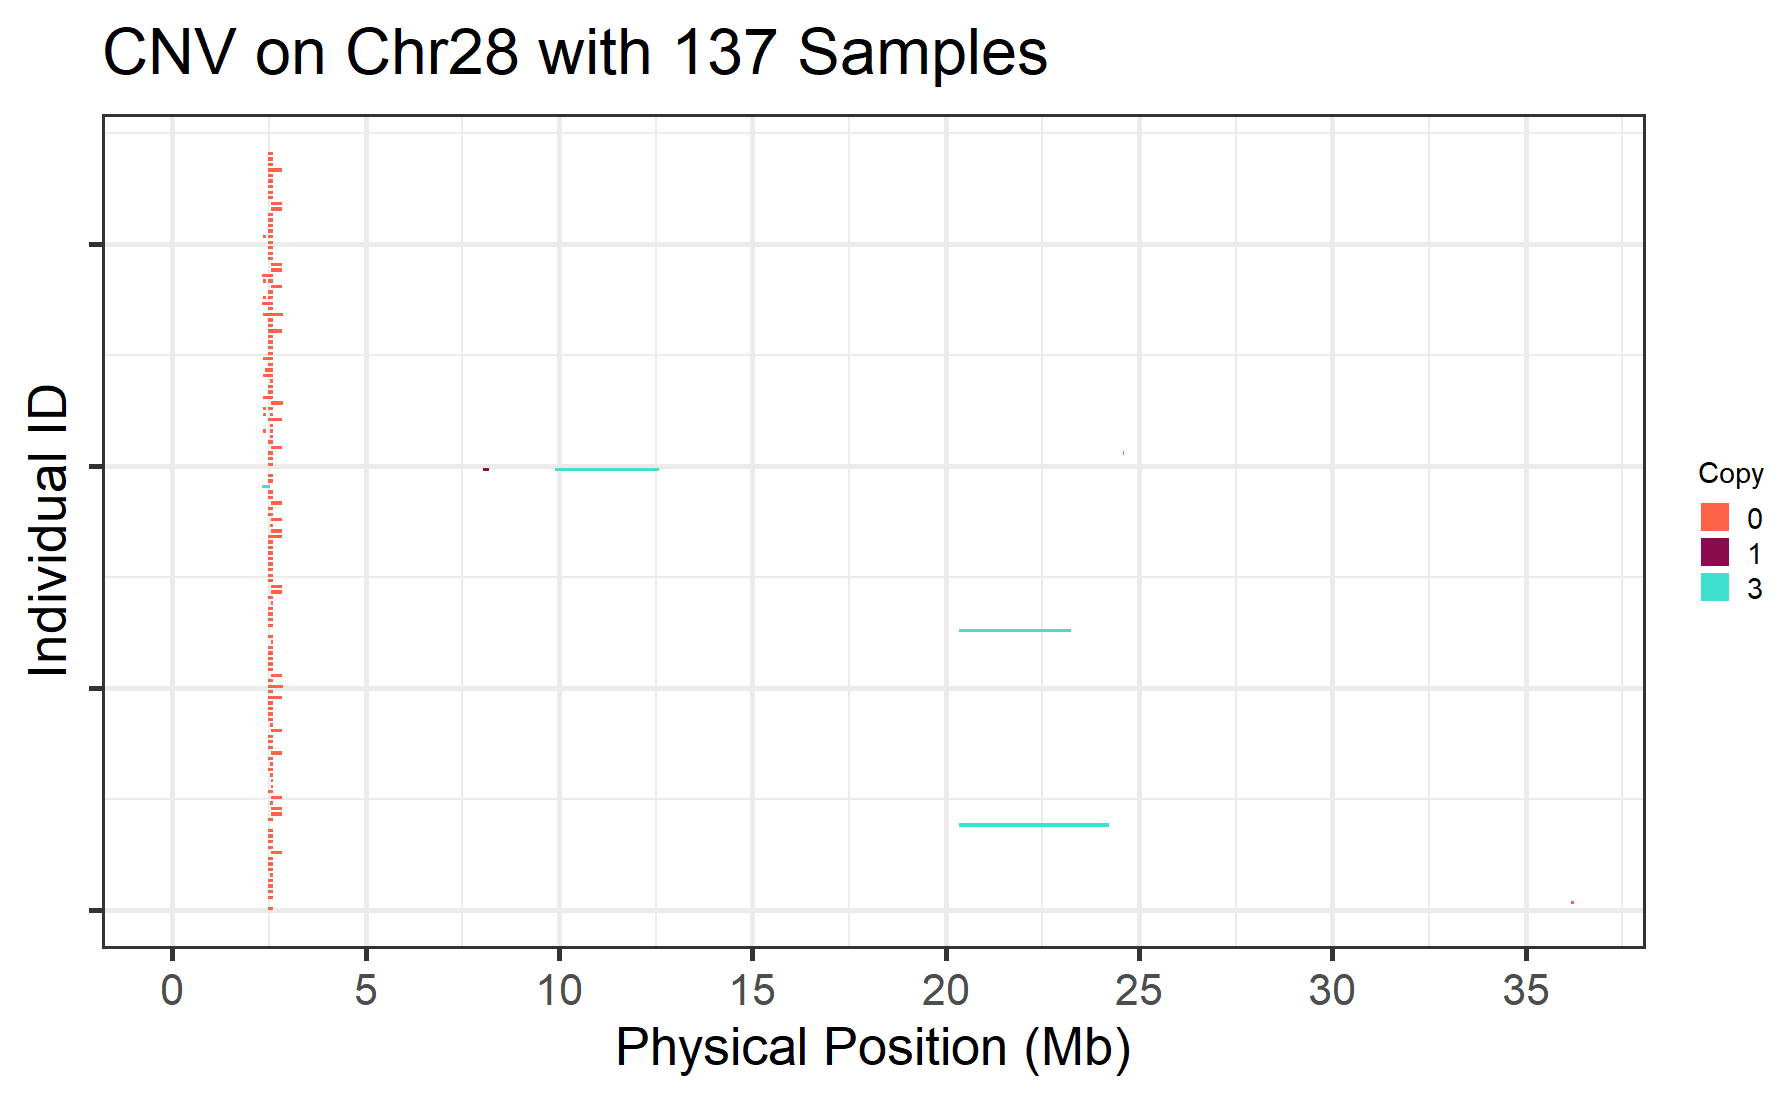 CNV on Chr28 with 137 Samples
Individual ID
Copy
0
1
3
0 5 10 15 20 25 30 35
Physical Position (Mb)